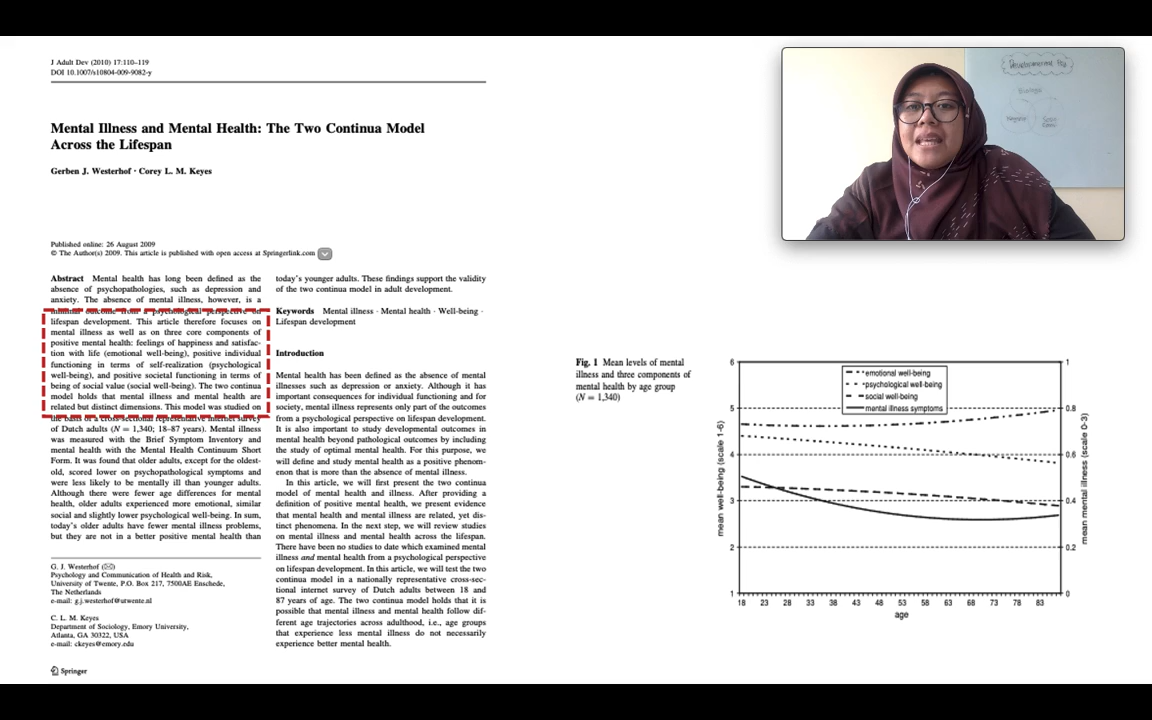 J Adult Dev (2010) 17:110–119
DOI 10.1007/s10804-009-9082-y
Mental Illness and Mental Health: The Two Continua Model
Across the Lifespan
Gerben J. Westerhof · Corey L. M. Keyes
Published online: 26 August 2009
© The Author(s) 2009. This article is published with open access at Springerlink.com
Abstract Mental health has long been defined as the
absence of psychopathologies, such as depression and
anxiety. The absence of mental illness, however, is a
minimal outcome from a psychological perspective on
lifespan development. This article therefore focuses on
mental illness as well as on three core components of
positive mental health: feelings of happiness and satisfac-
tion with life (emotional well-being), positive individual
functioning in terms of self-realization (psychological
well-being), and positive societal functioning in terms of
being of social value (social well-being). The two continua
model holds that mental illness and mental health are
related but distinct dimensions. This model was studied on
the basis of a cross-sectional representative internet survey
of Dutch adults (N = 1,340; 18–87 years). Mental illness
was measured with the Brief Symptom Inventory and
mental health with the Mental Health Continuum Short
Form. It was found that older adults, except for the oldest-
old, scored lower on psychopathological symptoms and
were less likely to be mentally ill than younger adults.
Although there were fewer age differences for mental
health, older adults experienced more emotional, similar
social and slightly lower psychological well-being. In sum,
today's older adults have fewer mental illness problems,
but they are not in a better positive mental health than
G. J. Westerhof (✉)
Psychology and Communication of Health and Risk,
University of Twente, P.O. Box 217, 7500AE Enschede,
The Netherlands
e-mail: g.j.westerhof@utwente.nl
C. L. M. Keyes
Department of Sociology, Emory University,
Atlanta, GA 30322, USA
e-mail: ckeyes@emory.edu
Springer
today's younger adults. These findings support the validity
of the two continua model in adult development.
Keywords Mental illness · Mental health · Well-being ·
Lifespan development
Introduction
Mental health has been defined as the absence of mental
illnesses such as depression or anxiety. Although it has
important consequences for individual functioning and for
society, mental illness represents only part of the outcomes
from a psychological perspective on lifespan development.
It is also important to study developmental outcomes in
mental health beyond pathological outcomes by including
the study of optimal mental health. For this purpose, we
will define and study mental health as a positive phenom-
enon that is more than the absence of mental illness.
In this article, we will first present the two continua
model of mental health and illness. After providing a
definition of positive mental health, we present evidence
that mental health and mental illness are related, yet dis-
tinct phenomena. In the next step, we will review studies
on mental illness and mental health across the lifespan.
There have been no studies to date which examined mental
illness and mental health from a psychological perspective
on lifespan development. In this article, we will test the two
continua model in a nationally representative cross-sec-
tional internet survey of Dutch adults between 18 and
87 years of age. The two continua model holds that it is
possible that mental illness and mental health follow dif-
ferent age trajectories across adulthood, i.e., age groups
that experience less mental illness do not necessarily
experience better mental health.
Fig. 1 Mean levels of mental
illness and three components of
mental health by age group
(N = 1,340)
emotional well-being
psychological well-being
social well-being
mental illness symptoms
mean well-being (scale 1-6)
6
5
4
3
2
1
1
0.8
0.6
0.4
0.2
0
mean mental illness (scale 0-3)
18 23 28 33 38 43 48 53 58 63 68 73 78 83
age